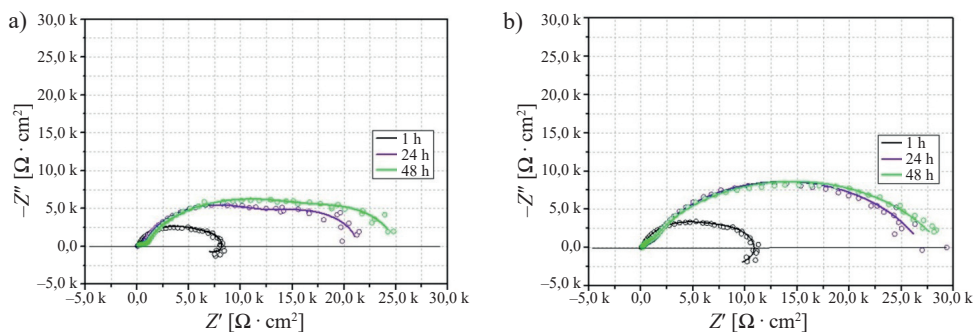 a)
30,0 k
25,0 k
20,0 k
15,0 k
10,0 k
5,0 k
0,0
–5,0 k
–Z″ [Ω · cm²]
1 h
24 h
48 h
–5,0 k 0,0 5,0 k 10,0 k 15,0 k 20,0 k 25,0 k 30,0 k
Z′ [Ω · cm²]
b)
30,0 k
25,0 k
20,0 k
15,0 k
10,0 k
5,0 k
0,0
–5,0 k
–Z″ [Ω · cm²]
1 h
24 h
48 h
–5,0 k 0,0 5,0 k 10,0 k 15,0 k 20,0 k 25,0 k 30,0 k
Z′ [Ω · cm²]